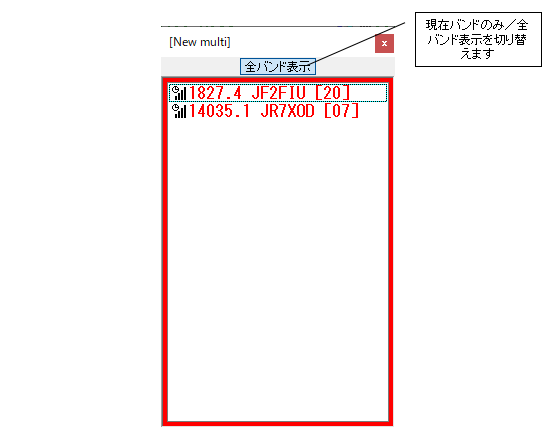 [New multi]
x
全バンド表示
現在バンドのみ／全
バンド表示を切り替
えます
1827.4 JF2FIU [20]
14035.1 JR7XOD [07]